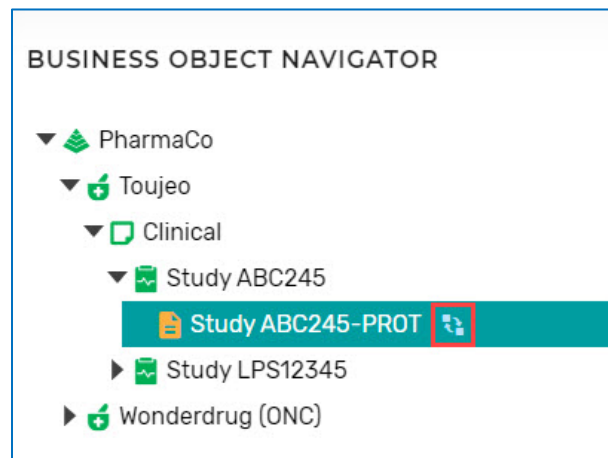 BUSINESS OBJECT NAVIGATOR
PharmaCo
Toujeo
Clinical
Study ABC245
Study ABC245-PROT
Study LPS12345
Wonderdrug (ONC)